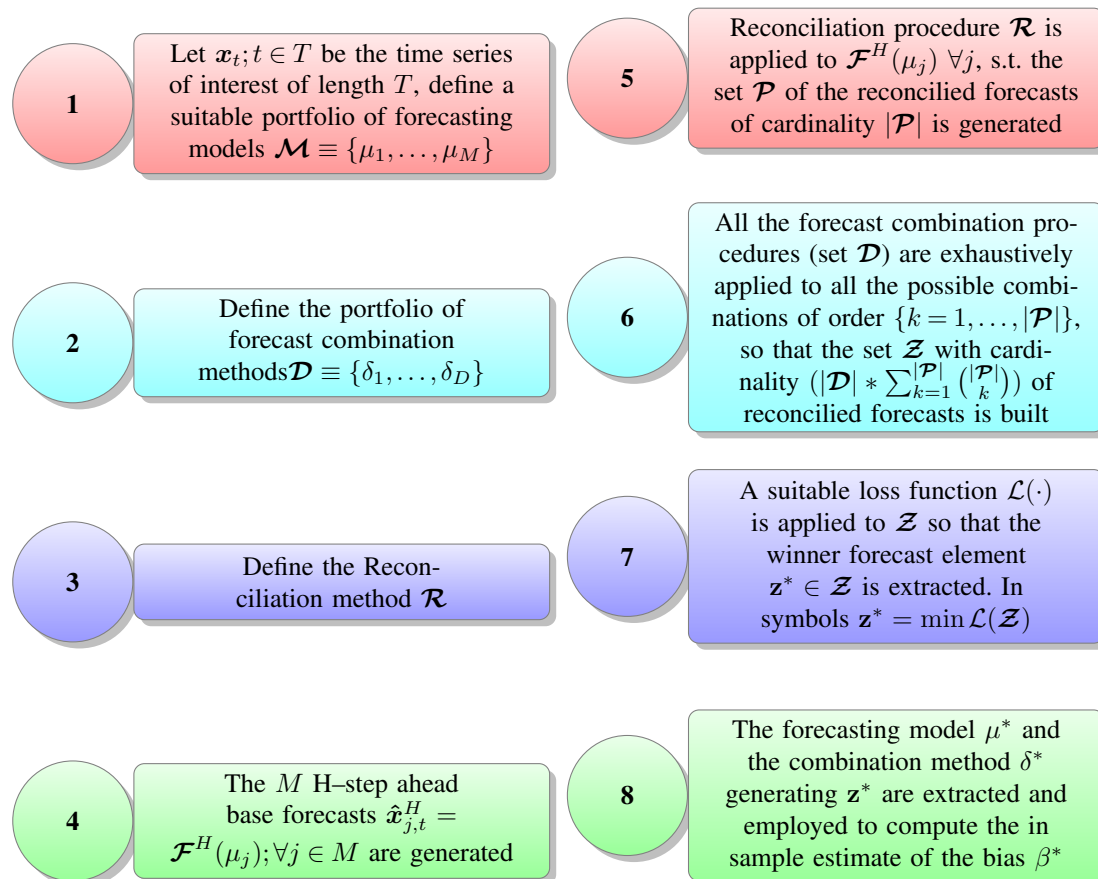 1
Let 𝒙ₜ; t ∈ T be the time series
of interest of length T, define a
suitable portfolio of forecasting
models 𝓜 ≡ {μ₁, . . . , μ_M}
2
Define the portfolio of
forecast combination
methods𝓓 ≡ {δ₁, . . . , δ_D}
3
Define the Recon-
ciliation method 𝓡
4
The M H–step ahead
base forecasts 𝒙̂^H_{j,t} =
𝓕^H(μ_j); ∀j ∈ M are generated
5
Reconciliation procedure 𝓡 is
applied to 𝓕^H(μ_j) ∀j, s.t. the
set 𝓟 of the reconcilied forecasts
of cardinality |𝓟| is generated
6
All the forecast combination pro-
cedures (set 𝓓) are exhaustively
applied to all the possible combi-
nations of order {k = 1, . . . , |𝓟|},
so that the set 𝓩 with cardi-
nality (|𝓓| ∗ ∑_{k=1}^{|𝓟|} (|𝓟| k)) of
reconcilied forecasts is built
7
A suitable loss function ℒ(·)
is applied to 𝓩 so that the
winner forecast element
𝐳* ∈ 𝓩 is extracted. In
symbols 𝐳* = min ℒ(𝓩)
8
The forecasting model μ* and
the combination method δ*
generating 𝐳* are extracted and
employed to compute the in
sample estimate of the bias β*